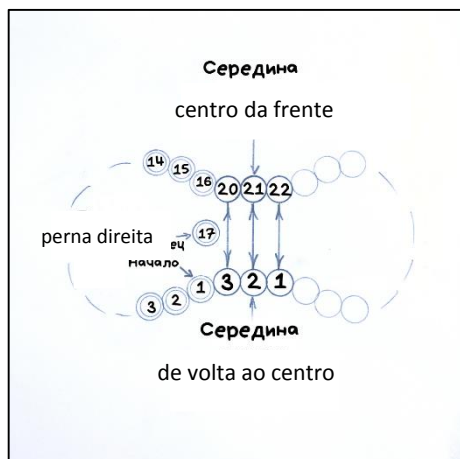 Середина
centro da frente
14 15 16 20 21 22
perna direita 17
начало 1 3 2 1
3 2
Середина
de volta ao centro